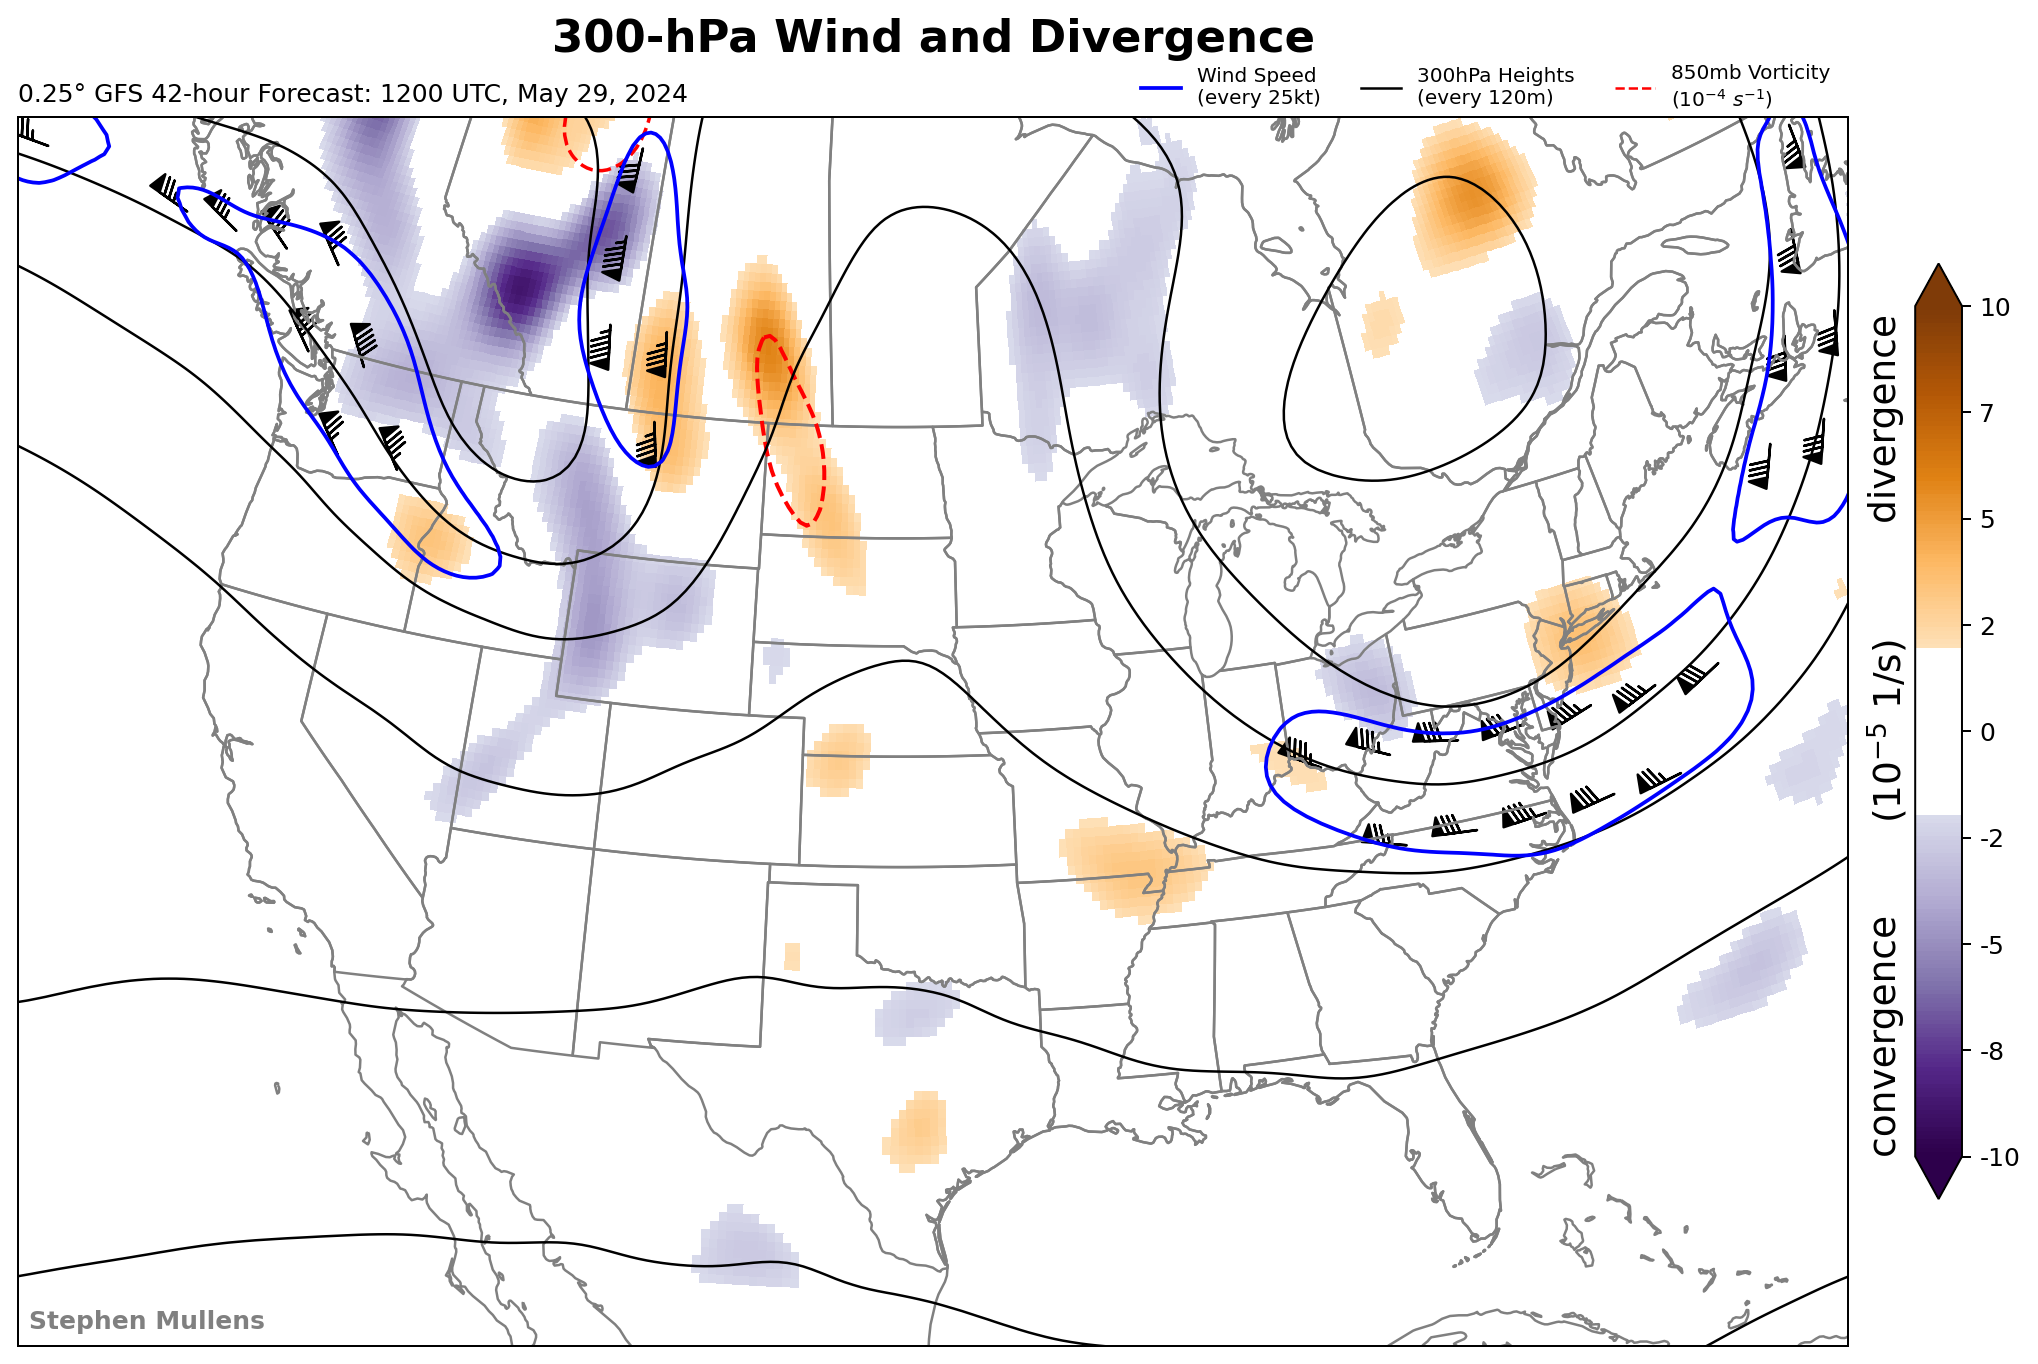 300-hPa Wind and Divergence
0.25° GFS 42-hour Forecast: 1200 UTC, May 29, 2024
Wind Speed
(every 25kt)
300hPa Heights
(every 120m)
850mb Vorticity
(10⁻⁴ s⁻¹)
10
7
5
2
0
-2
-5
-8
-10
convergence (10⁻⁵ 1/s) divergence
Stephen Mullens